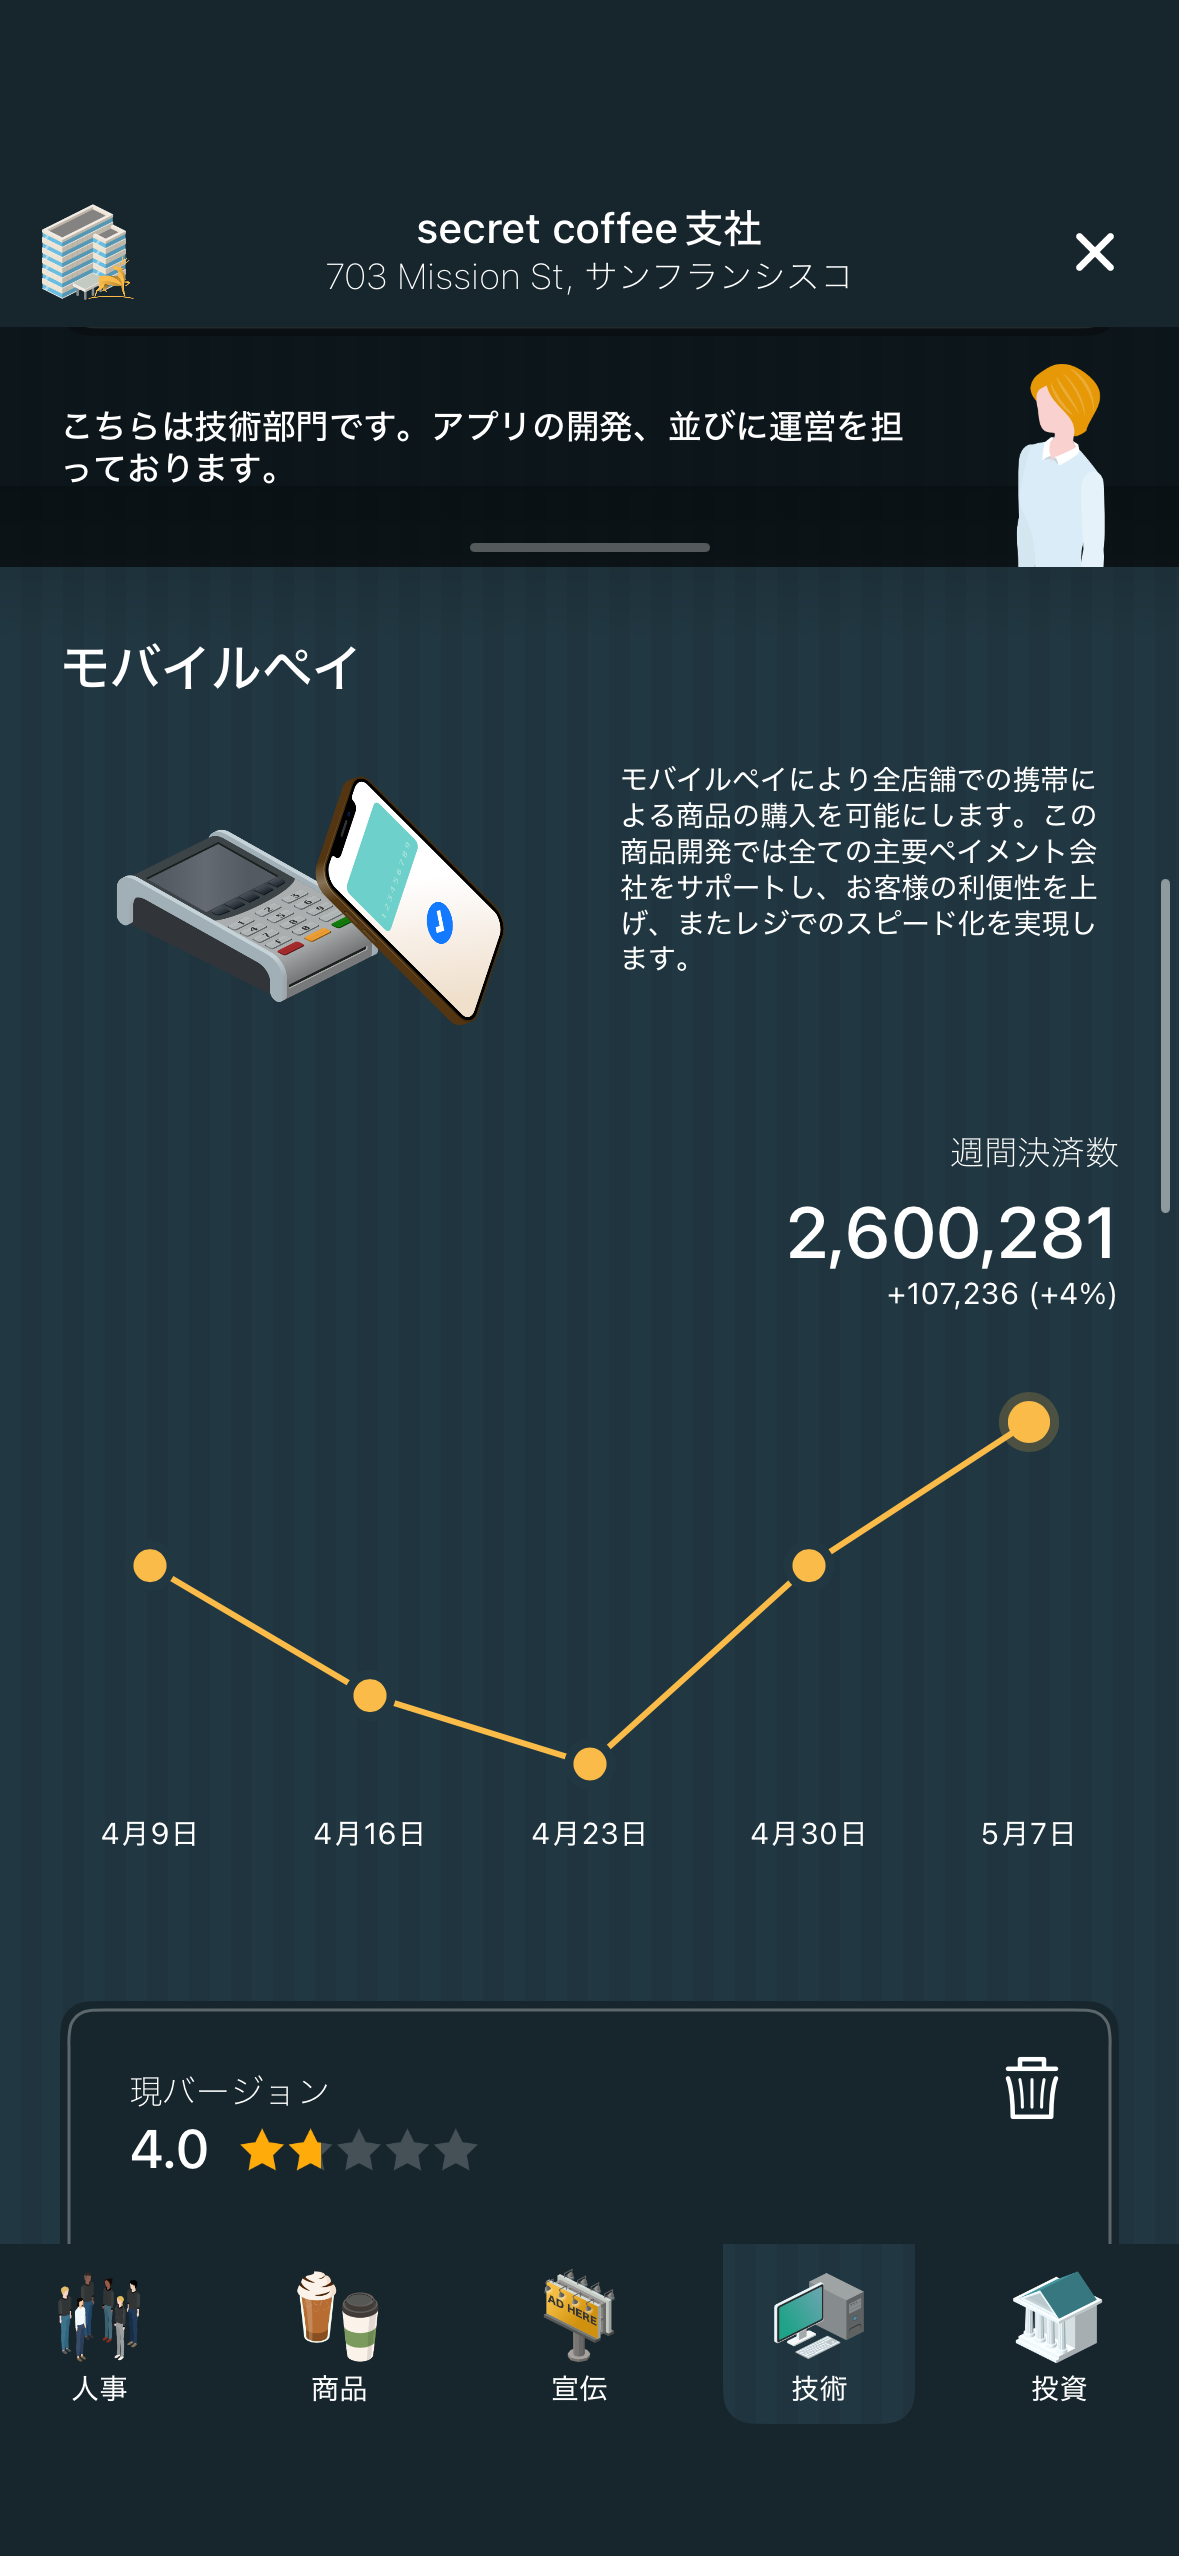 secret coffee支社
703 Mission St, サンフランシスコ
こちらは技術部門です。アプリの開発、並びに運営を担
っております。
モバイルペイ
モバイルペイにより全店舗での携帯に
よる商品の購入を可能にします。この
商品開発では全ての主要ペイメント会
社をサポートし、お客様の利便性を上
げ、またレジでのスピード化を実現し
ます。
週間決済数
2,600,281
+107,236 (+4%)
4月9日 4月16日 4月23日 4月30日 5月7日
現バージョン
4.0
AD HERE
人事 商品 宣伝 技術 投資